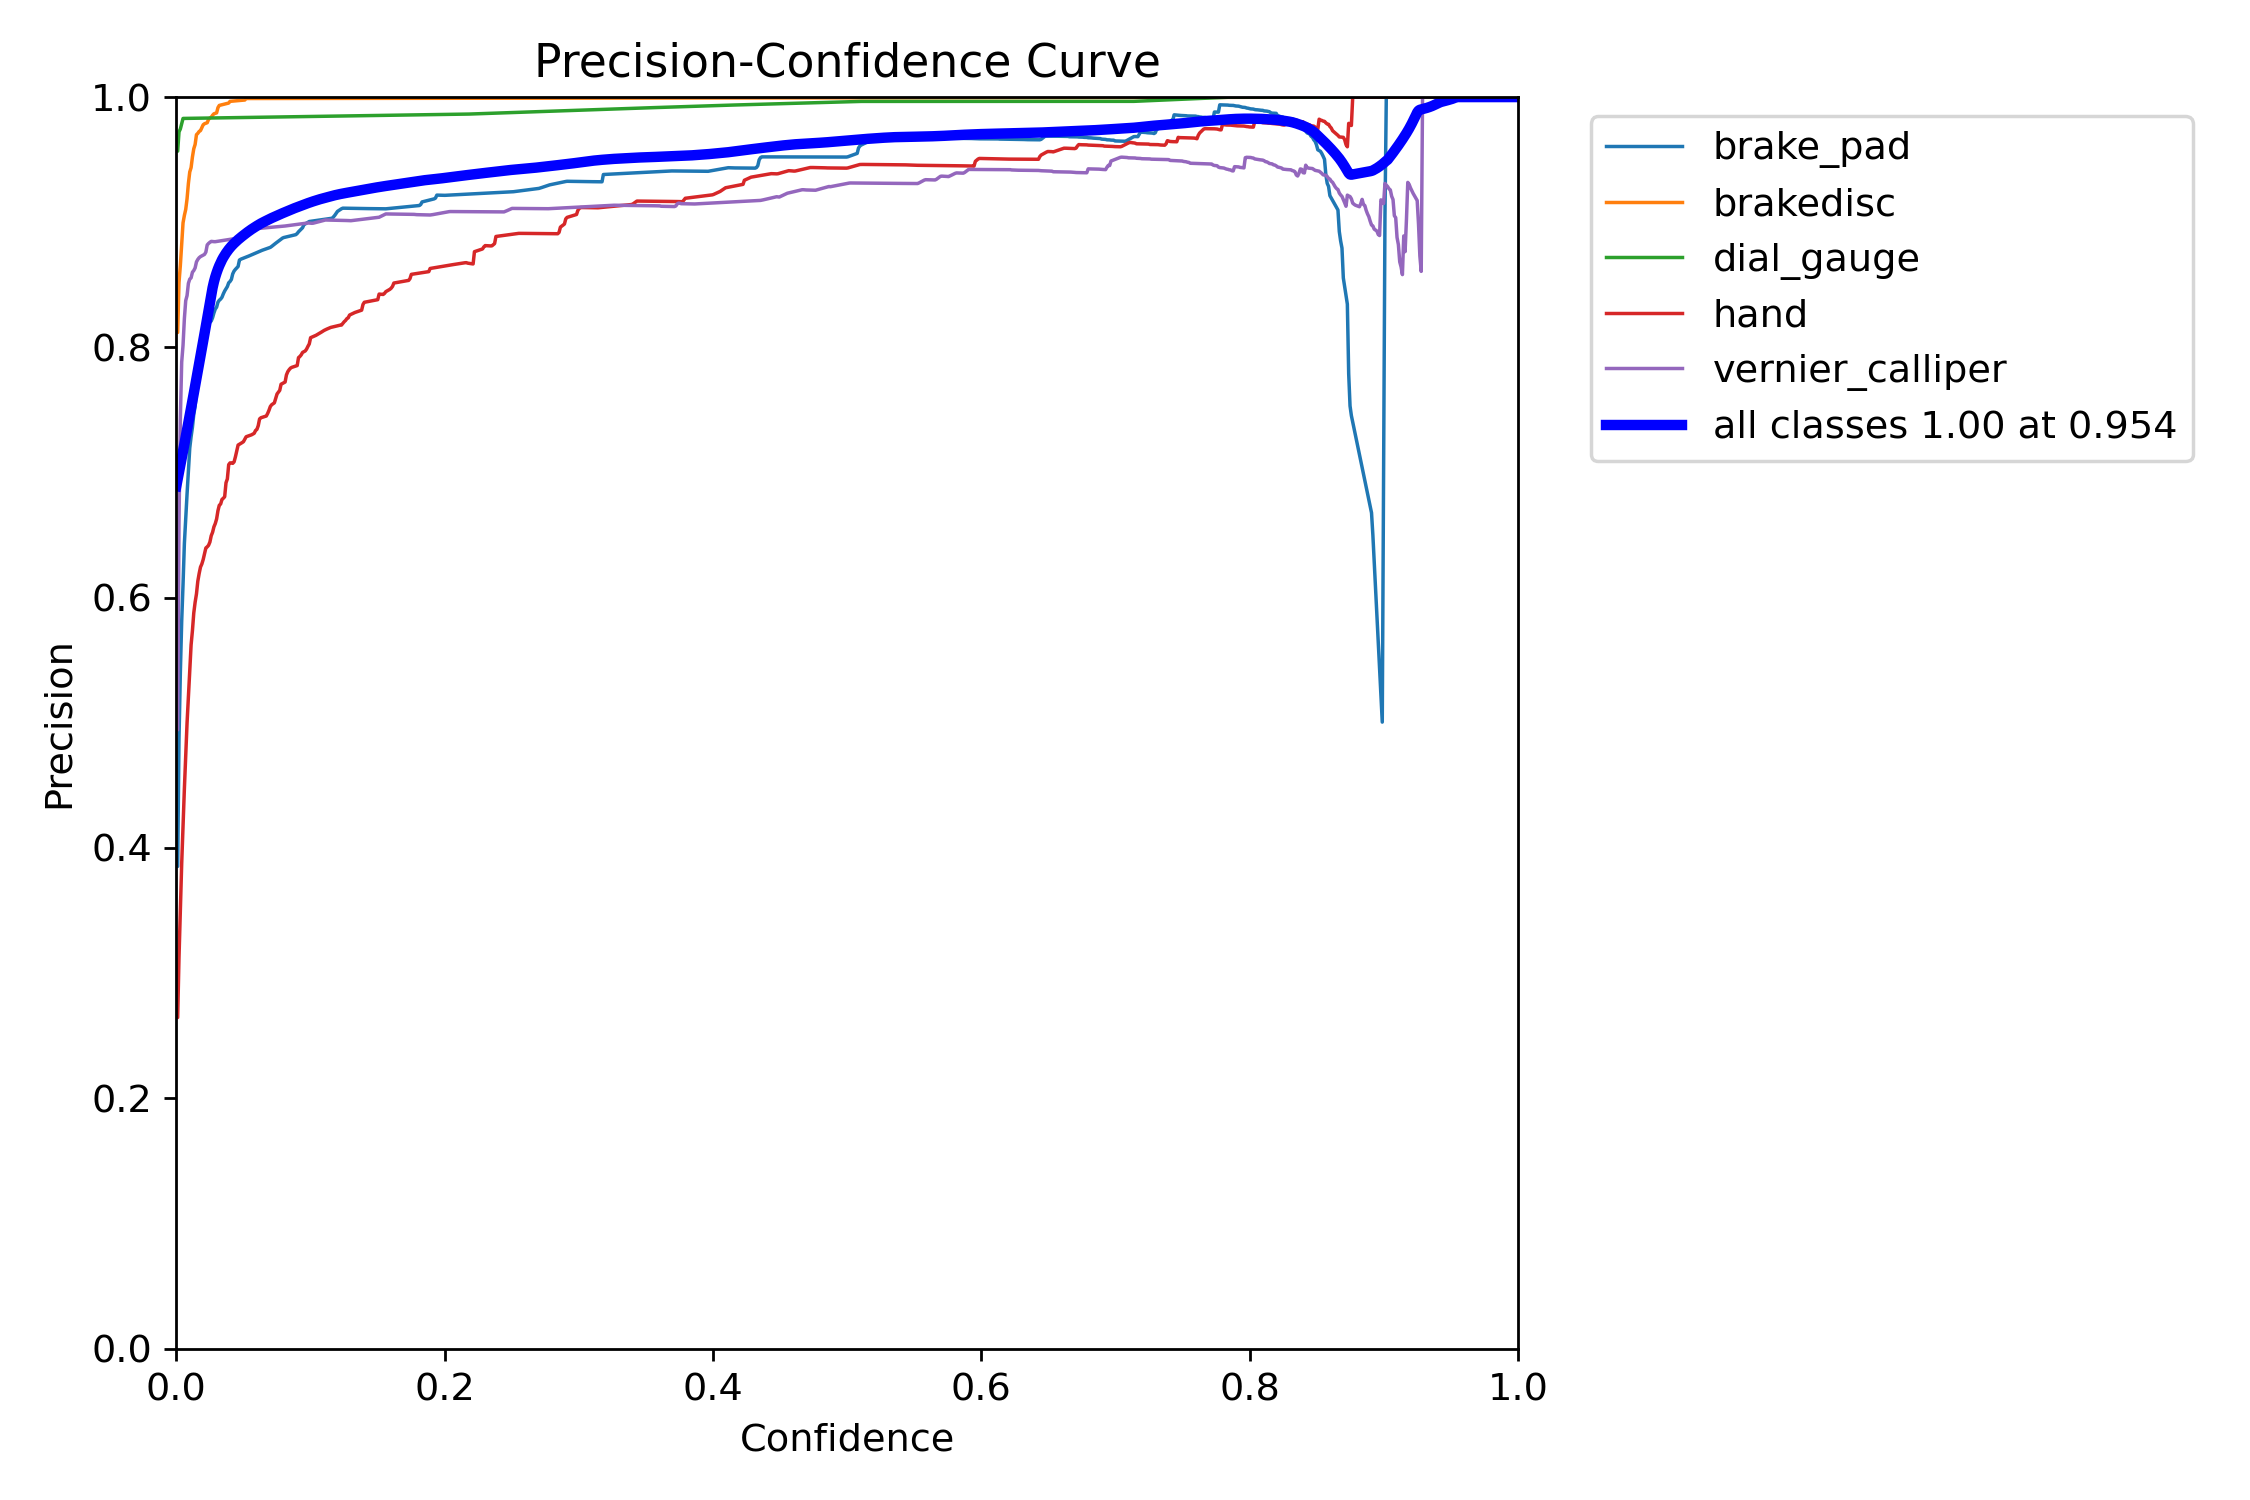 Precision-Confidence Curve
1.0
0.8
0.6
0.4
0.2
0.0
Precision
0.0 0.2 0.4 0.6 0.8 1.0
Confidence
brake_pad
brakedisc
dial_gauge
hand
vernier_calliper
all classes 1.00 at 0.954